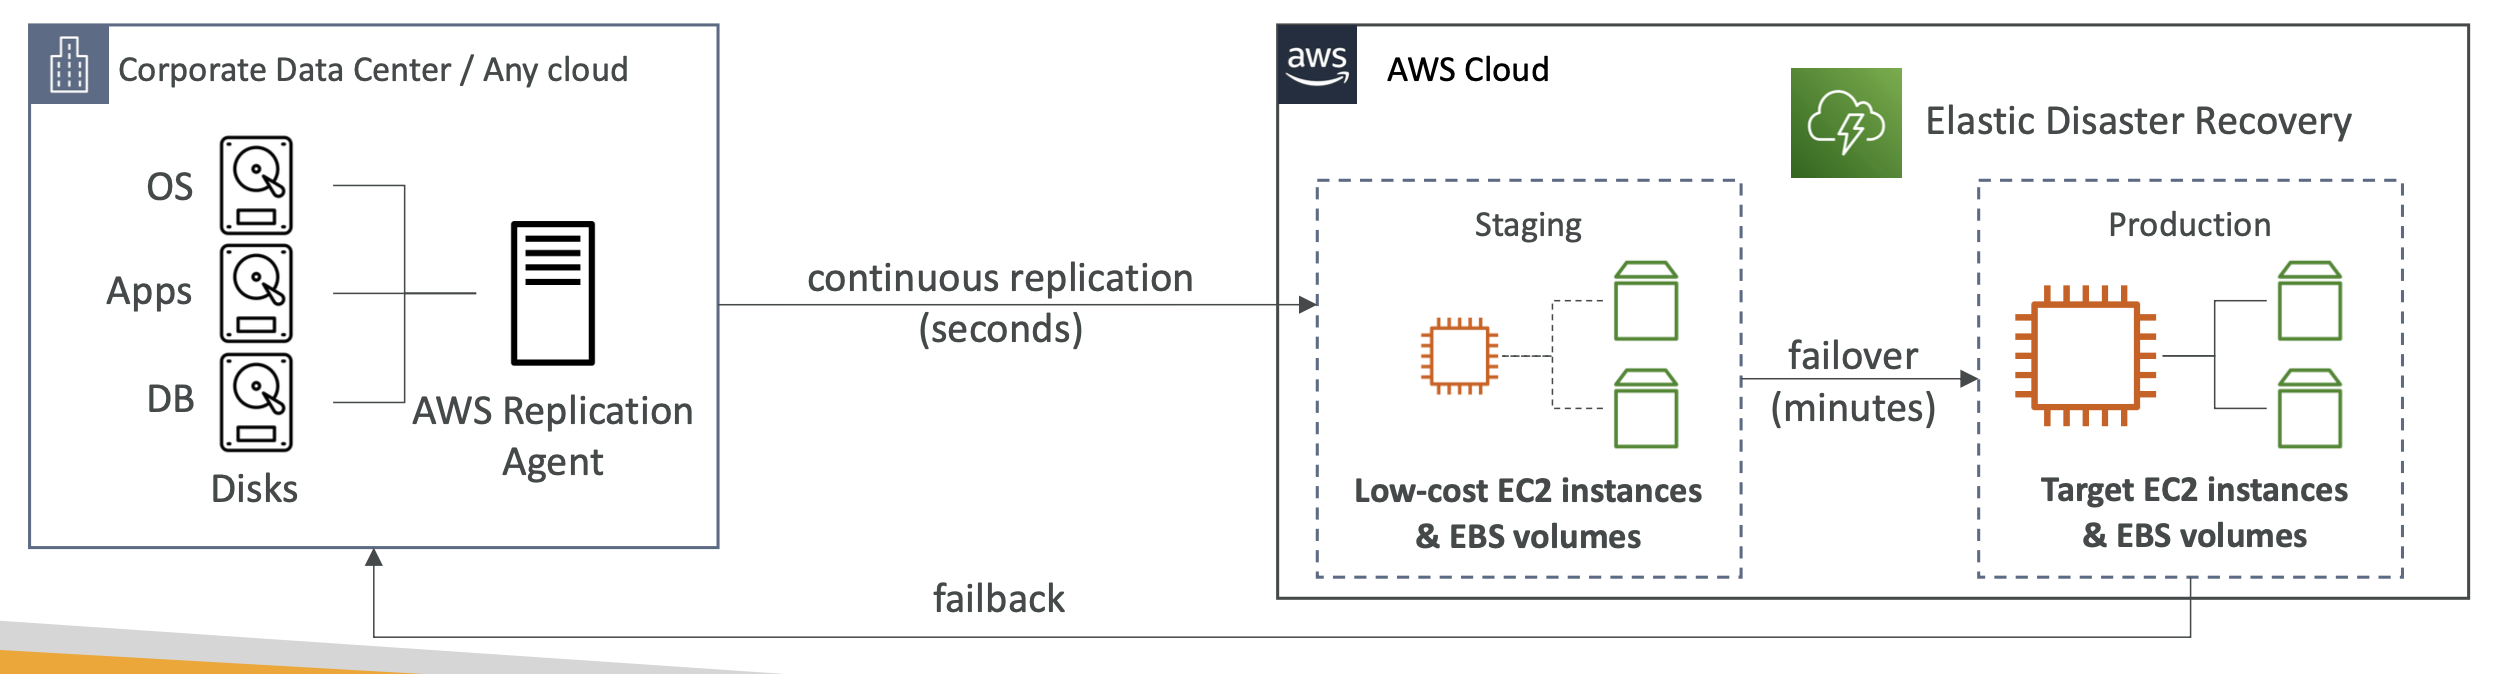 Corporate Data Center / Any cloud
OS
Apps
DB
Disks
AWS Replication
Agent
continuous replication
(seconds)
aws
AWS Cloud
Elastic Disaster Recovery
Staging
Low-cost EC2 instances
& EBS volumes
failover
(minutes)
Production
Target EC2 instances
& EBS volumes
failback